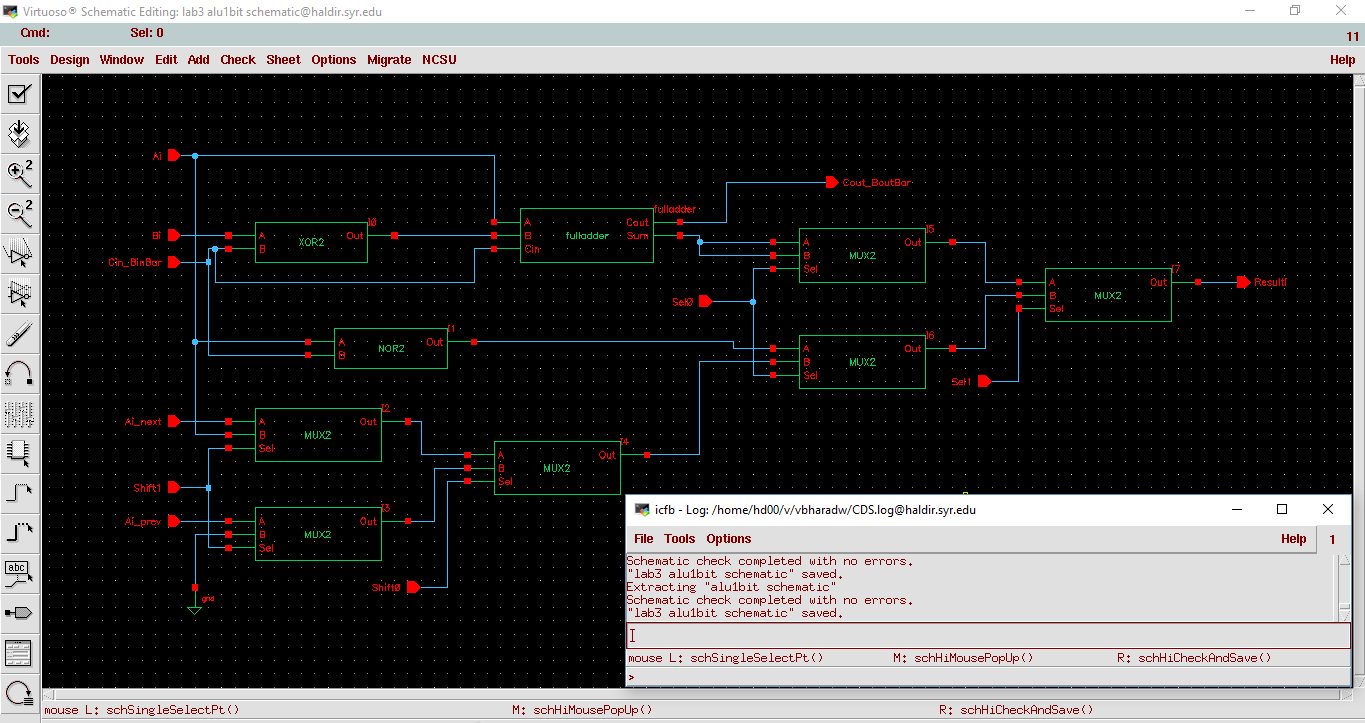 Virtuoso® Schematic Editing: lab3 alu1bit schematic@haldir.syr.edu
Cmd: Sel: 0
11
Tools Design Window Edit Add Check Sheet Options Migrate NCSU Help
2
2
abc
Ai
Bi
Cin_BinBar
A
B
XOR2
Out
I0
A
B
Cin
fulladder
Cout
Sum
fulladder
Cout_BoutBar
A
B
Sel
MUX2
Out
I5
Sel0
A
B
NOR2
Out
I1
A
B
Sel
MUX2
Out
I6
A
B
Sel
MUX2
Out
I7
Resulti
Sel1
Ai_next
A
B
Sel
MUX2
Out
I2
Shift1
Ai_prev
A
B
Sel
MUX2
Out
I3
A
B
Sel
MUX2
Out
I4
Shift0
gnd
icfb - Log: /home/hd00/v/vbharadw/CDS.log@haldir.syr.edu
File Tools Options Help 1
Schematic check completed with no errors.
"lab3 alu1bit schematic" saved.
Extracting "alu1bit schematic"
Schematic check completed with no errors.
"lab3 alu1bit schematic" saved.
mouse L: schSingleSelectPt() M: schHiMousePopUp() R: schHiCheckAndSave()
>
mouse L: schSingleSelectPt() M: schHiMousePopUp() R: schHiCheckAndSave()